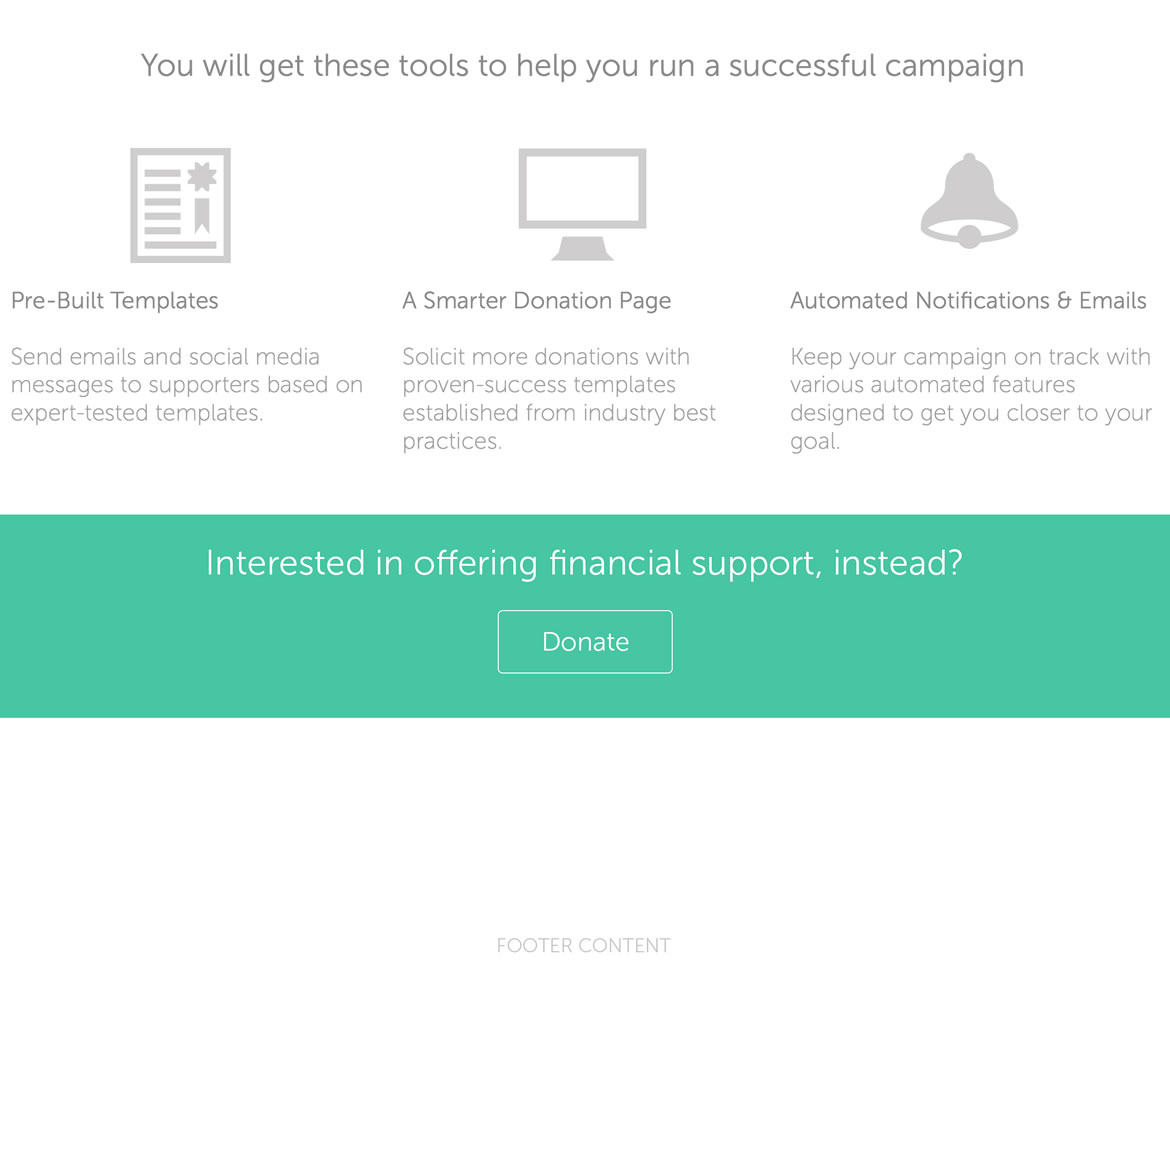 You will get these tools to help you run a successful campaign
Pre-Built Templates
Send emails and social media
messages to supporters based on
expert-tested templates.
A Smarter Donation Page
Solicit more donations with
proven-success templates
established from industry best
practices.
Automated Notifications & Emails
Keep your campaign on track with
various automated features
designed to get you closer to your
goal.
Interested in offering financial support, instead?
Donate
FOOTER CONTENT